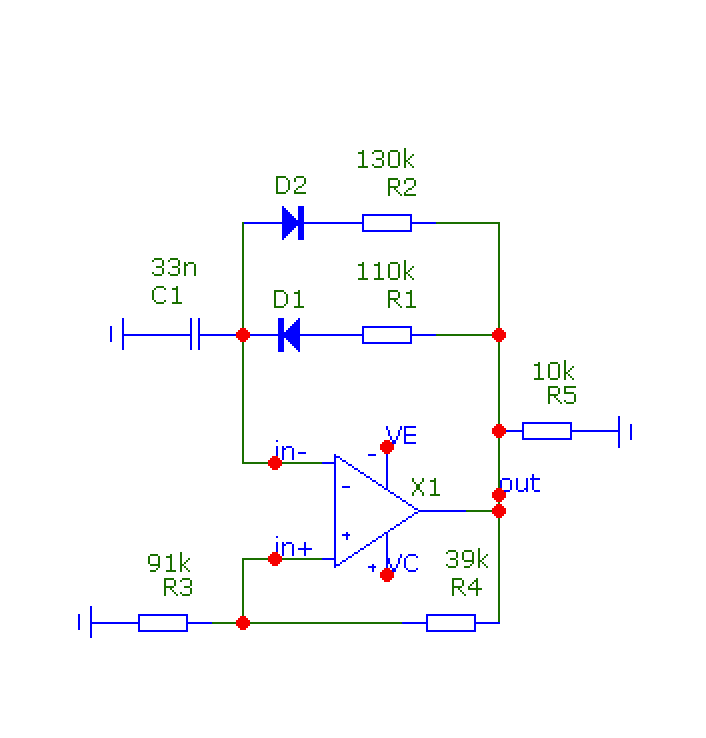 130k
D2
R2
33n
110k
C1
D1
R1
10k
R5
VE
in-
-
X1
out
-
+
in+
39k
+
VC
91k
R3
R4